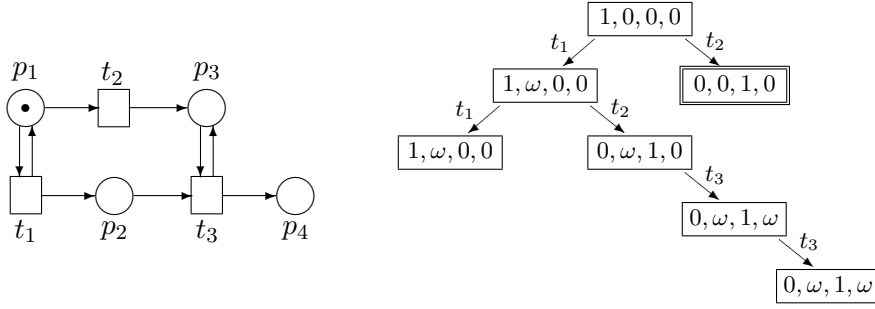 1, 0, 0, 0
t₁
t₂
p₁
t₂
p₃
1, ω, 0, 0
0, 0, 1, 0
t₁
t₂
1, ω, 0, 0
0, ω, 1, 0
t₃
t₁
p₂
t₃
p₄
0, ω, 1, ω
t₃
0, ω, 1, ω